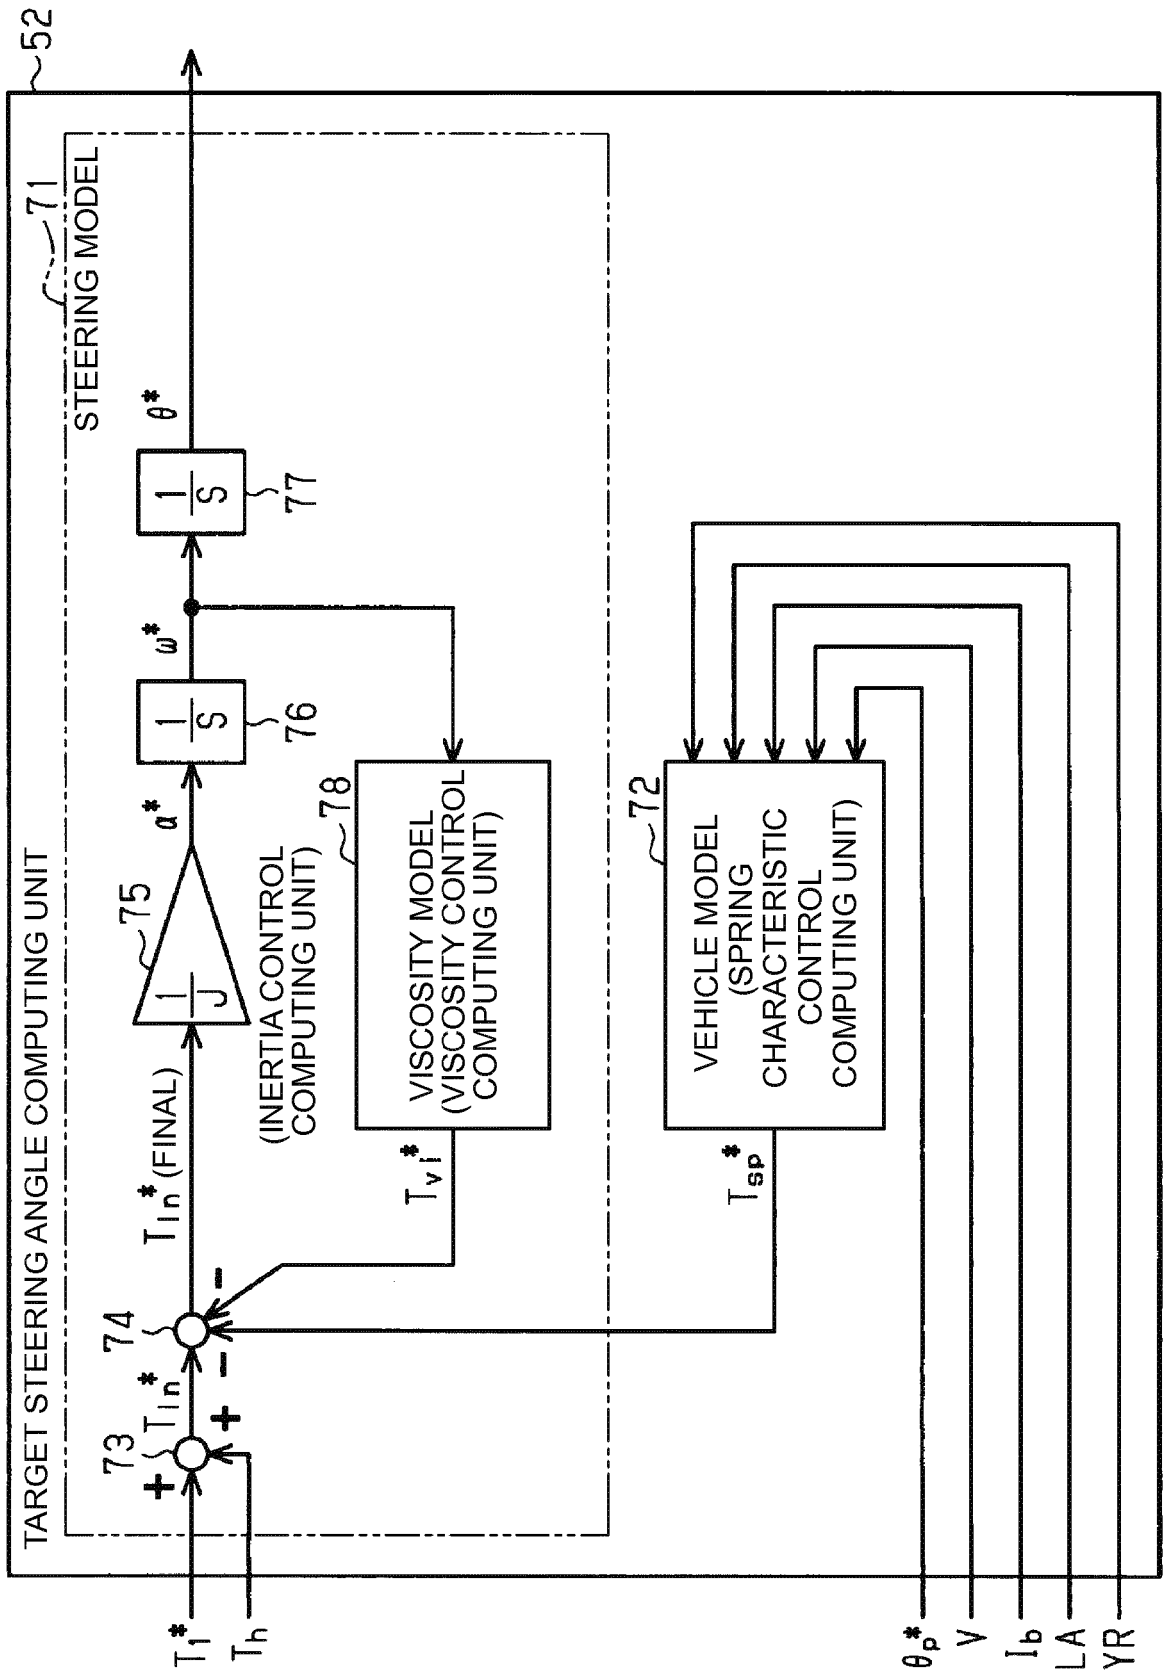 52
TARGET STEERING ANGLE COMPUTING UNIT
71
STEERING MODEL
T₁*
Th
+
+
73
Tin*
74
-
-
Tin* (FINAL)
75
1/J
(INERTIA CONTROL
COMPUTING UNIT)
α*
1/S
76
ω*
1/S
77
θ*
78
VISCOSITY MODEL
(VISCOSITY CONTROL
COMPUTING UNIT)
Tvi*
72
VEHICLE MODEL
(SPRING
CHARACTERISTIC
CONTROL
COMPUTING UNIT)
Tsp*
θp*
V
Ib
LA
YR